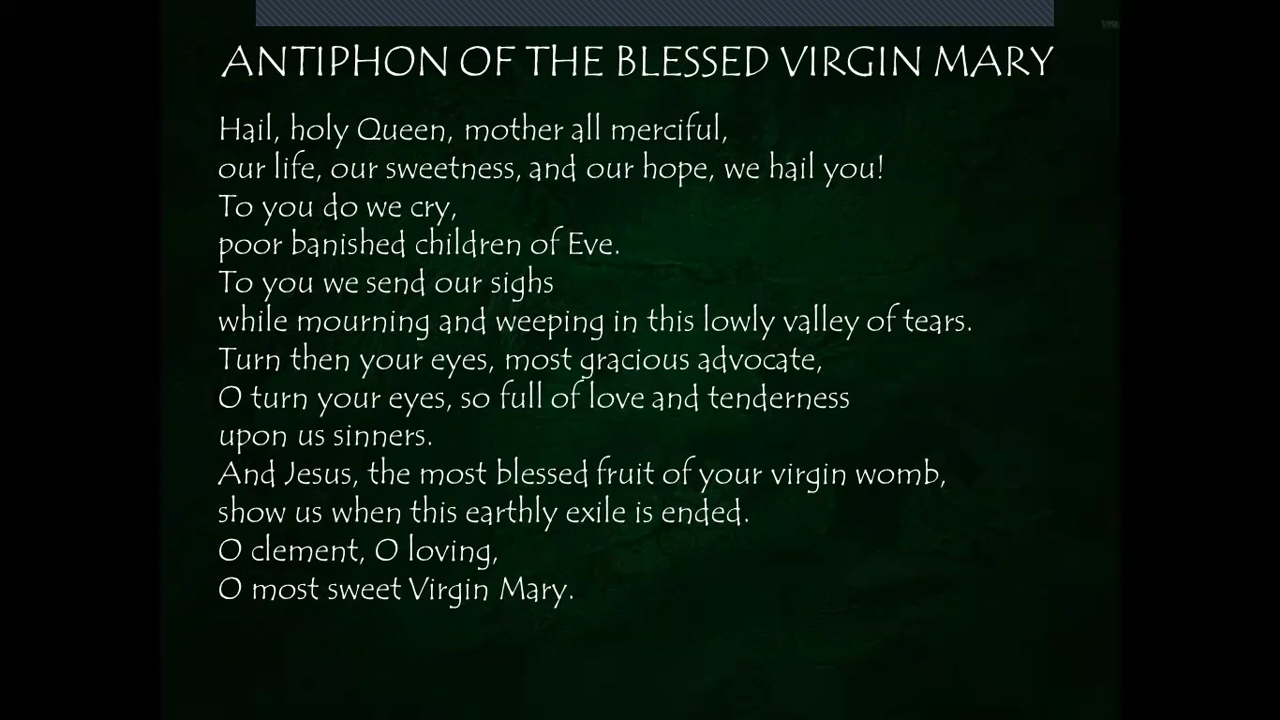 ANTIPHON OF THE BLESSED VIRGIN MARY
Hail, holy Queen, mother all merciful,
our life, our sweetness, and our hope, we hail you!
To you do we cry,
poor banished children of Eve.
To you we send our sighs
while mourning and weeping in this lowly valley of tears.
Turn then your eyes, most gracious advocate,
O turn your eyes, so full of love and tenderness
upon us sinners.
And Jesus, the most blessed fruit of your virgin womb,
show us when this earthly exile is ended.
O clement, O loving,
O most sweet Virgin Mary.